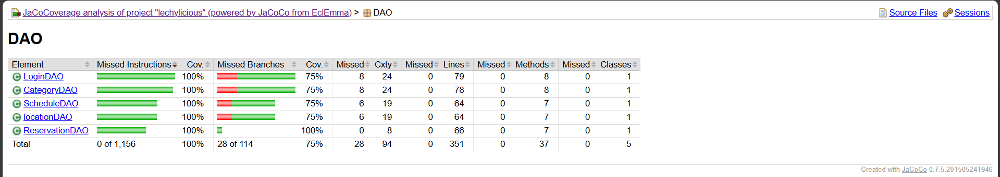 JaCoCoverage analysis of project "lechylicious" (powered by JaCoCo from EclEmma) > DAO Source Files Sessions
DAO
Element Missed Instructions Cov. Missed Branches Cov. Missed Cxty Missed Lines Missed Methods Missed Classes
LoginDAO 100% 75% 8 24 0 79 0 8 0 1
CategoryDAO 100% 75% 8 24 0 78 0 8 0 1
ScheduleDAO 100% 75% 6 19 0 64 0 7 0 1
locationDAO 100% 75% 6 19 0 64 0 7 0 1
ReservationDAO 100% 100% 0 8 0 66 0 7 0 1
Total 0 of 1,156 100% 28 of 114 75% 28 94 0 351 0 37 0 5
Created with JaCoCo 0.7.5.201505241946